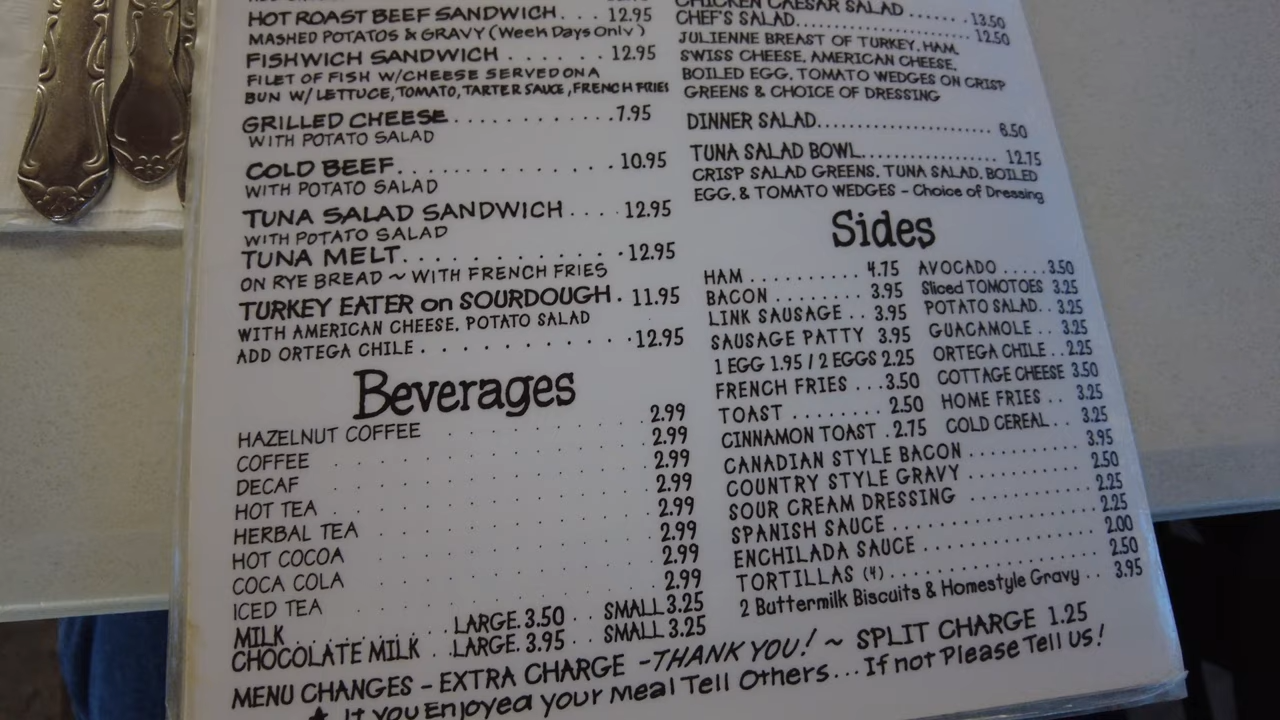 HOT ROAST BEEF SANDWICH. . . 12.95
MASHED POTATOS & GRAVY (Week Days Only)
FISHWICH SANDWICH . . . . . . 12.95
FILET OF FISH W/CHEESE SERVED ON A
BUN W/ LETTUCE, TOMATO, TARTER SAUCE, FRENCH FRIES
GRILLED CHEESE . . . . . . . . . . . . 7.95
WITH POTATO SALAD
COLD BEEF. . . . . . . . . . . . . . 10.95
WITH POTATO SALAD
TUNA SALAD SANDWICH . . . . 12.95
WITH POTATO SALAD
TUNA MELT. . . . . . . . . . . . . . 12.95
ON RYE BREAD ~ WITH FRENCH FRIES
TURKEY EATER on SOURDOUGH . 11.95
WITH AMERICAN CHEESE, POTATO SALAD
ADD ORTEGA CHILE . . . . . . . . . . . 12.95
Beverages
HAZELNUT COFFEE . . . . . . . . 2.99
COFFEE . . . . . . . . 2.99
DECAF . . . . . . . . 2.99
HOT TEA . . . . . . . . 2.99
HERBAL TEA . . . . . . . . 2.99
HOT COCOA . . . . . . . . 2.99
COCA COLA . . . . . . . . 2.99
ICED TEA . . . . . . . . 2.99
MILK . . . . . . . . LARGE. 3.50 . . SMALL 3.25
CHOCOLATE MILK . . LARGE. 3.95 . . SMALL 3.25
CHICKEN CAESAR SALAD . . . . . . 13.50
CHEF'S SALAD. . . . . . . . . . . . . . 12.50
JULIENNE BREAST OF TURKEY, HAM,
SWISS CHEESE, AMERICAN CHEESE,
BOILED EGG, TOMATO WEDGES ON CRISP
GREENS & CHOICE OF DRESSING
DINNER SALAD. . . . . . . . . . . . . . 6.50
TUNA SALAD BOWL. . . . . . . . . . . . 12.75
CRISP SALAD GREENS, TUNA SALAD, BOILED
EGG, & TOMATO WEDGES - Choice of Dressing
Sides
HAM . . . . . . . . . . 4.75
BACON . . . . . . . . 3.95
LINK SAUSAGE . . 3.95
SAUSAGE PATTY 3.95
1 EGG 1.95 / 2 EGGS 2.25
FRENCH FRIES . . . 3.50
TOAST . . . . . . . . 2.50
CINNAMON TOAST . 2.75
AVOCADO . . . . . 3.50
Sliced TOMOTOES 3.25
POTATO SALAD. . 3.25
GUACAMOLE . . 3.25
ORTEGA CHILE . . 2.25
COTTAGE CHEESE 3.50
HOME FRIES . . 3.25
COLD CEREAL . . 3.25
CANADIAN STYLE BACON . . . . . . . . . . 3.95
COUNTRY STYLE GRAVY . . . . . . . . . . 2.50
SOUR CREAM DRESSING . . . . . . . . . . 2.25
SPANISH SAUCE . . . . . . . . . . . . . . 2.25
ENCHILADA SAUCE . . . . . . . . . . . . 2.00
TORTILLAS (4) . . . . . . . . . . . . . . 2.50
2 Buttermilk Biscuits & Homestyle Gravy . . 3.95
MENU CHANGES - EXTRA CHARGE -THANK YOU! ~ SPLIT CHARGE 1.25
★ If you Enjoyed your Meal Tell Others... If not Please Tell Us!